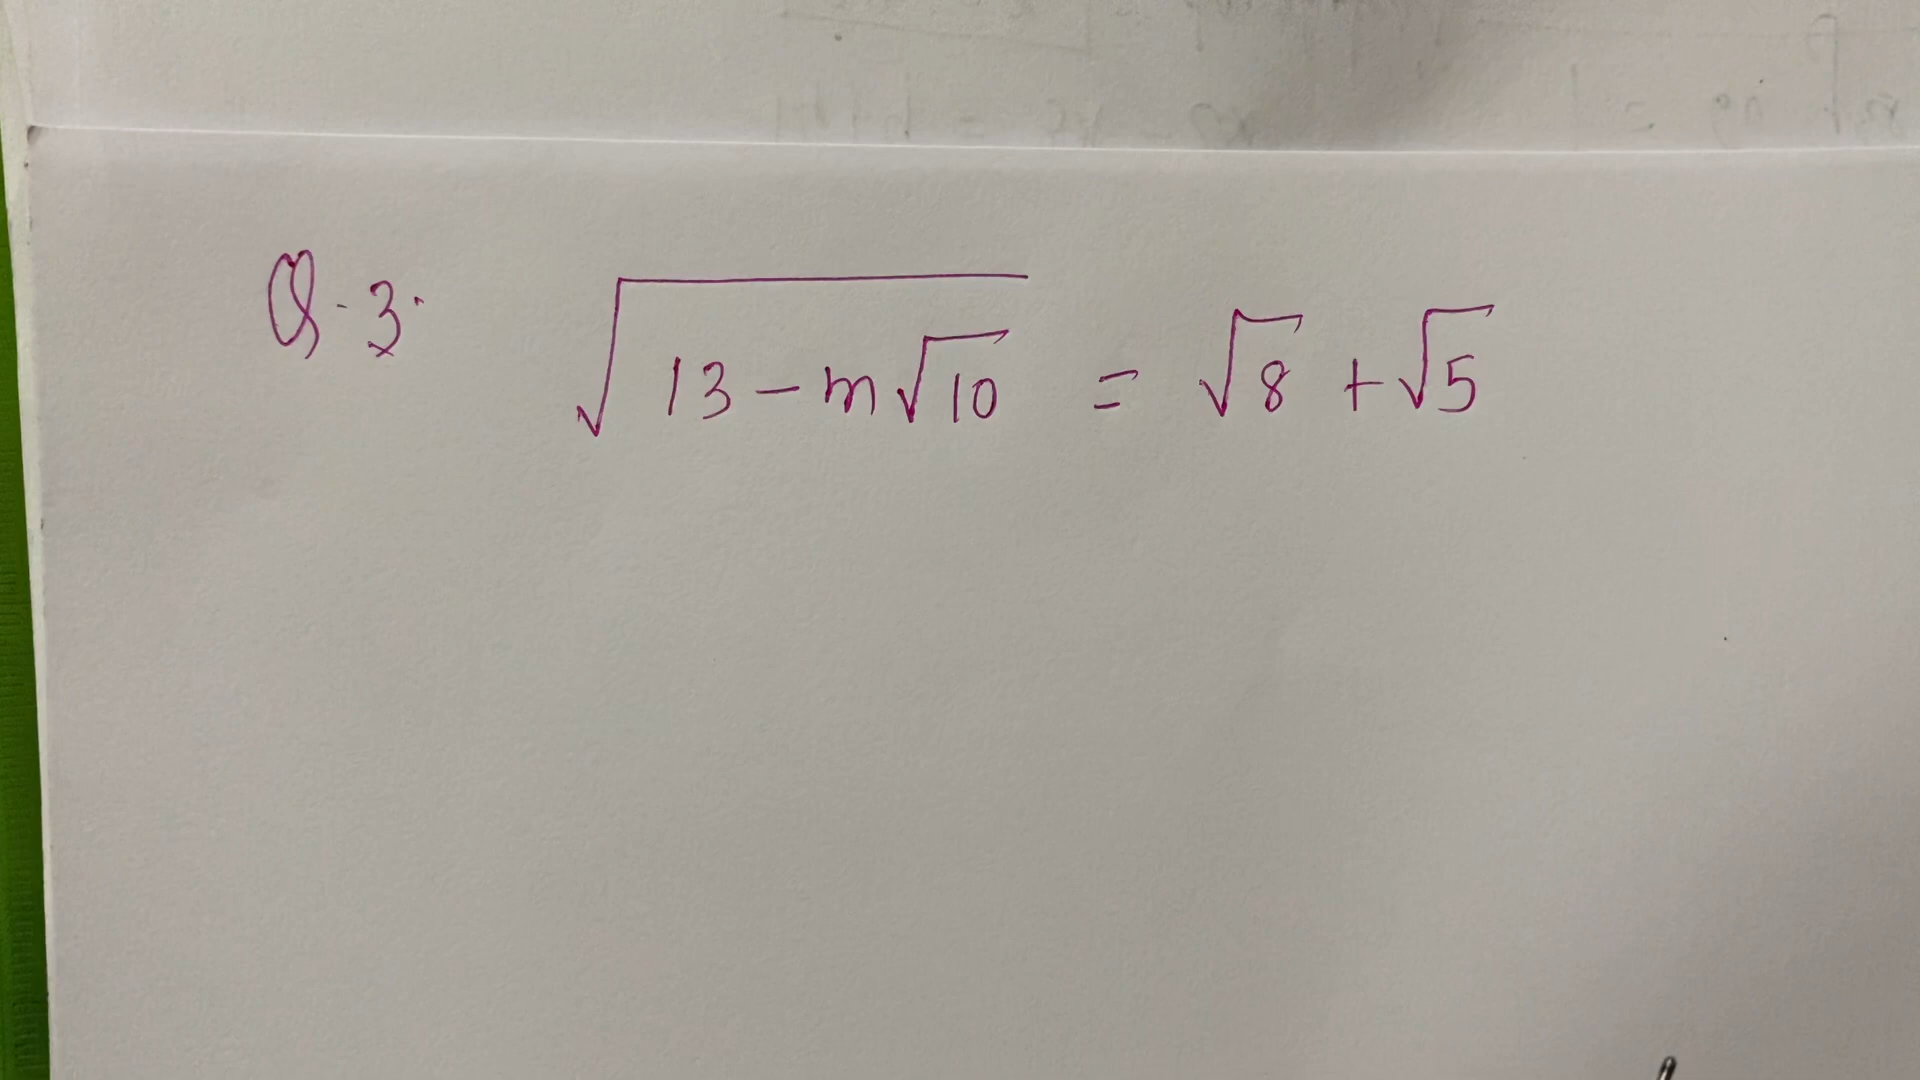 Q.3. √(13-m√10) = √8 + √5